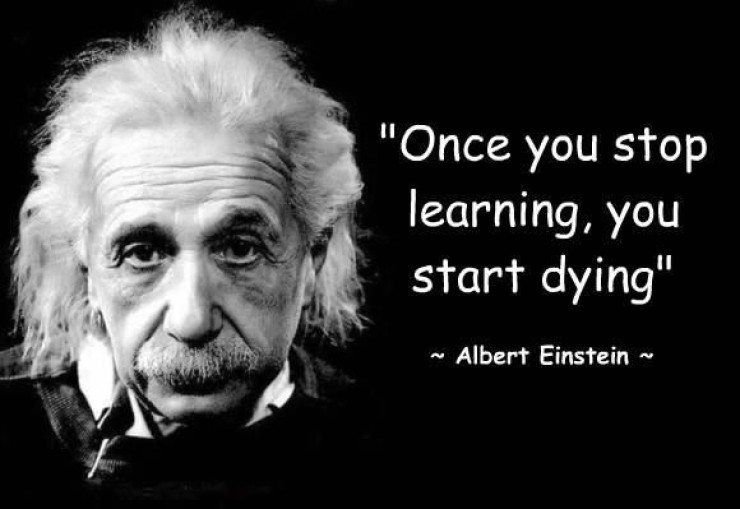 "Once you stop
learning, you
start dying"
~ Albert Einstein ~